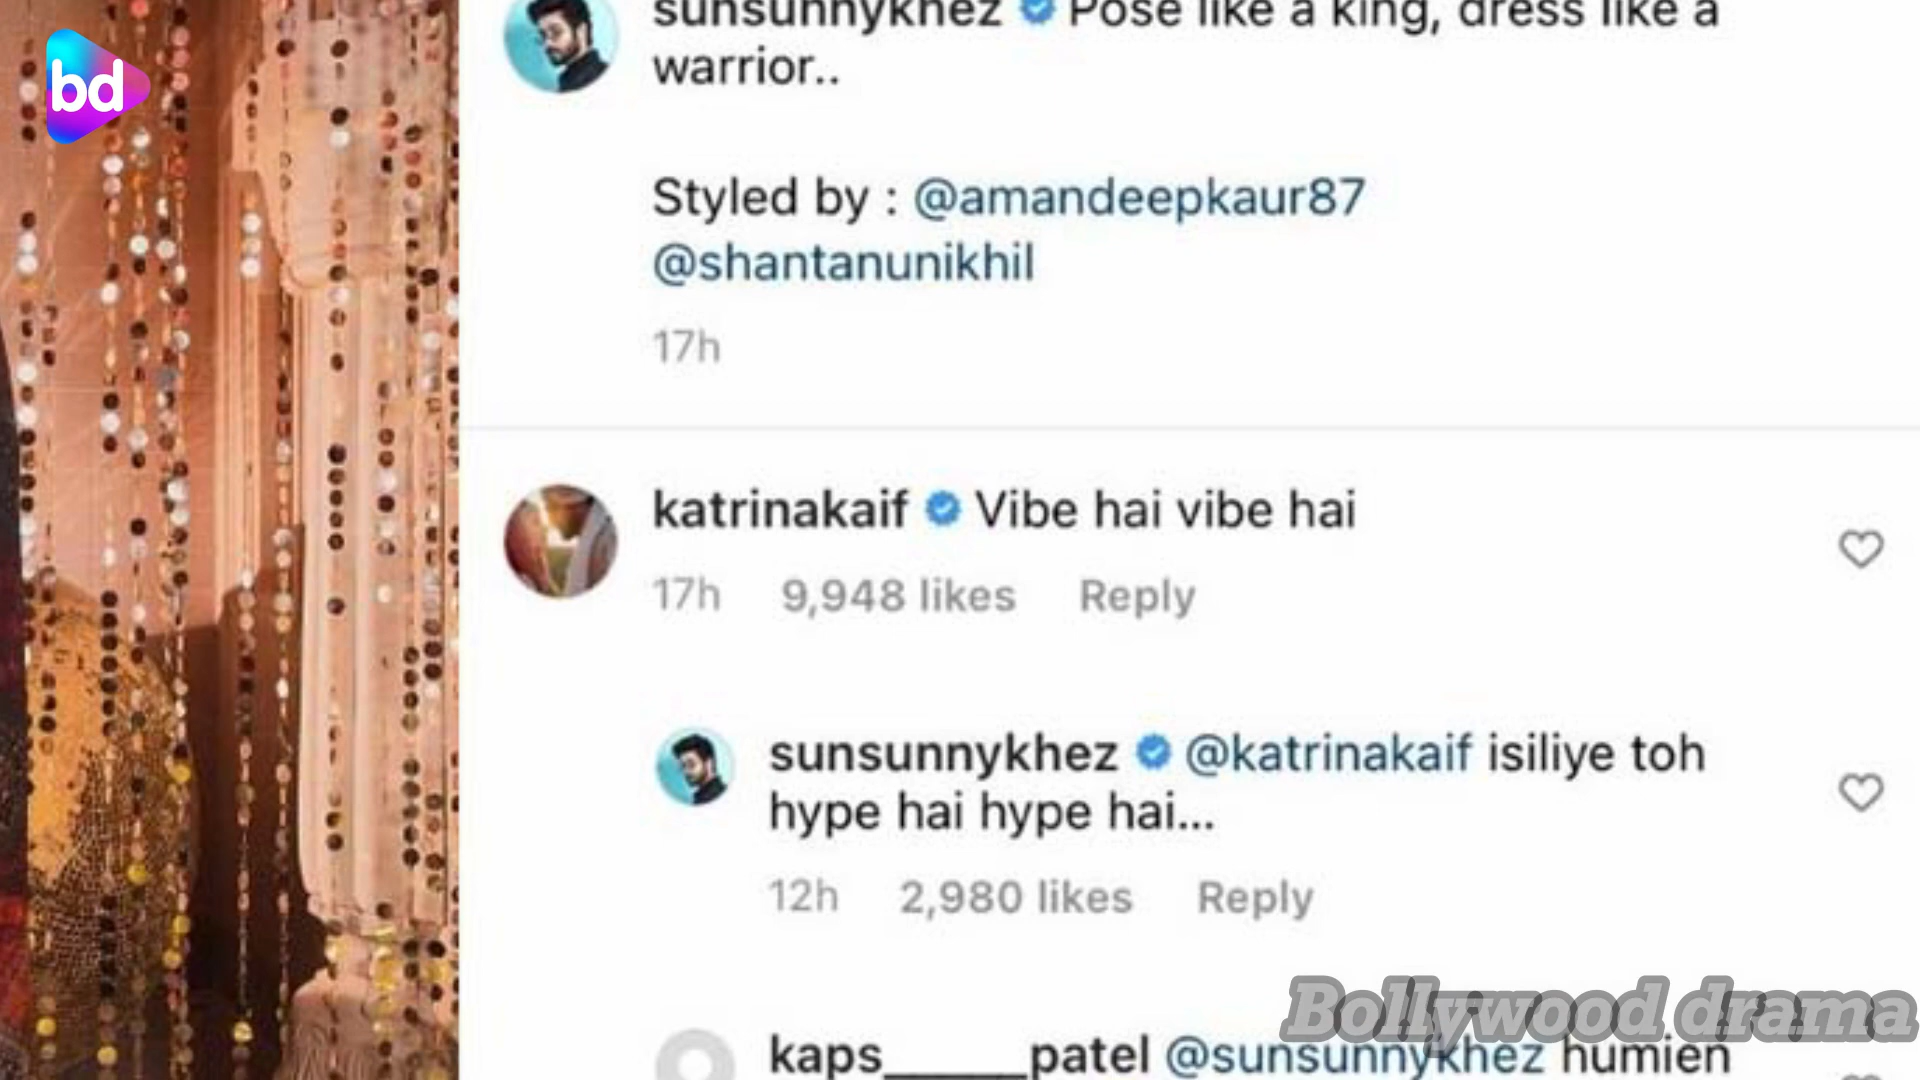 bd
sunsunnykhez Pose like a king, dress like a
warrior..
Styled by : @amandeepkaur87
@shantanunikhil
17h
katrinakaif Vibe hai vibe hai
17h 9,948 likes Reply
sunsunnykhez @katrinakaif isiliye toh
hype hai hype hai...
12h 2,980 likes Reply
Bollywood drama
kaps______patel @sunsunnykhez humien